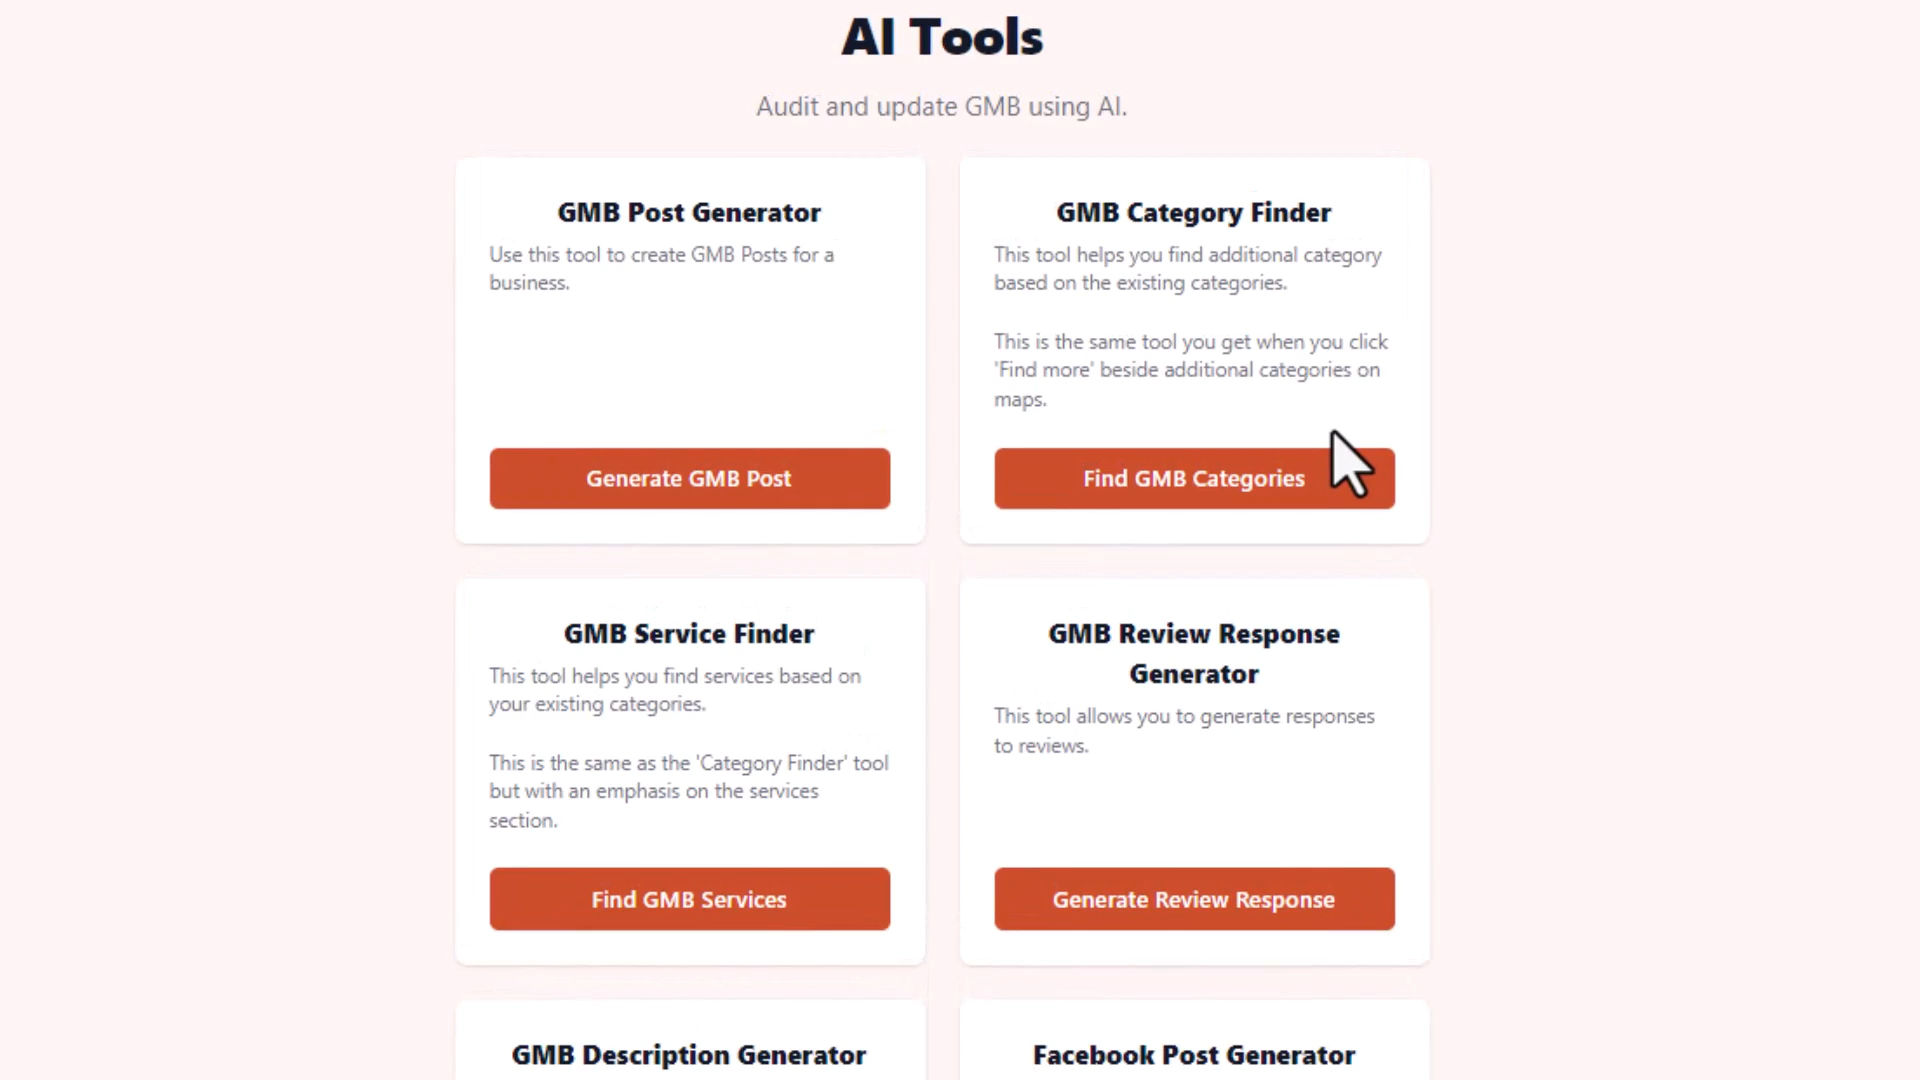 AI Tools
Audit and update GMB using AI.
GMB Post Generator
Use this tool to create GMB Posts for a
business.
Generate GMB Post
GMB Category Finder
This tool helps you find additional category
based on the existing categories.
This is the same tool you get when you click
'Find more' beside additional categories on
maps.
Find GMB Categories
GMB Service Finder
This tool helps you find services based on
your existing categories.
This is the same as the 'Category Finder' tool
but with an emphasis on the services
section.
Find GMB Services
GMB Review Response
Generator
This tool allows you to generate responses
to reviews.
Generate Review Response
GMB Description Generator
Facebook Post Generator